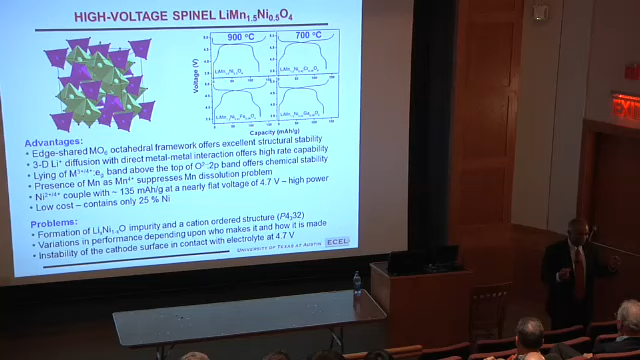 HIGH-VOLTAGE SPINEL LiMn1.5Ni0.5O4
900 °C
700 °C
Voltage (V)
Capacity (mAh/g)
Advantages:
• Edge-shared MO6 octahedral framework offers excellent structural stability
• 3-D Li+ diffusion with direct metal-metal interaction offers high rate capability
• Lying of M3+/4+:eg band above the top of O2-:2p band offers chemical stability
• Presence of Mn as Mn4+ suppresses Mn dissolution problem
• Ni2+/4+ couple with ~ 135 mAh/g at a nearly flat voltage of 4.7 V – high power
• Low cost - contains only 25 % Ni
Problems:
• Formation of LixNi1-xO impurity and a cation ordered structure (P4332)
• Variations in performance depending upon who makes it and how it is made
• Instability of the cathode surface in contact with electrolyte at 4.7 V
UNIVERSITY OF TEXAS AT AUSTIN ECEL
EXIT